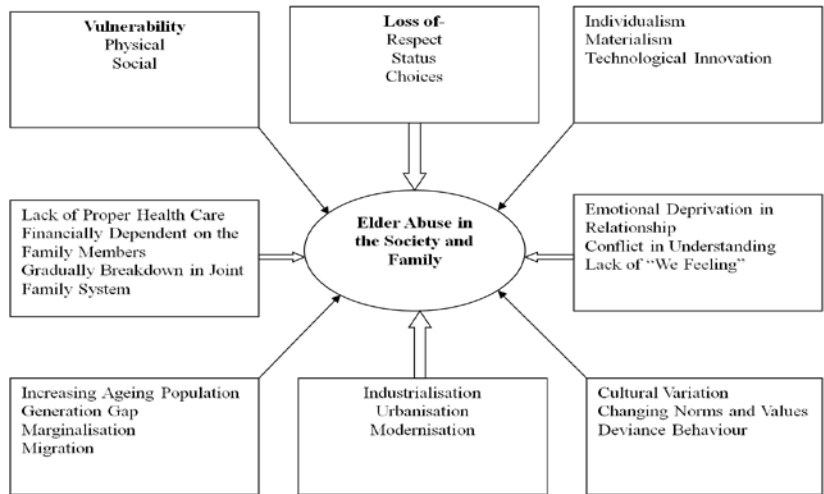 Vulnerability
Physical
Social
Loss of-
Respect
Status
Choices
Individualism
Materialism
Technological Innovation
Lack of Proper Health Care
Financially Dependent on the
Family Members
Gradually Breakdown in Joint
Family System
Elder Abuse in
the Society and
Family
Emotional Deprivation in
Relationship
Conflict in Understanding
Lack of “We Feeling”
Increasing Ageing Population
Generation Gap
Marginalisation
Migration
Industrialisation
Urbanisation
Modernisation
Cultural Variation
Changing Norms and Values
Deviance Behaviour